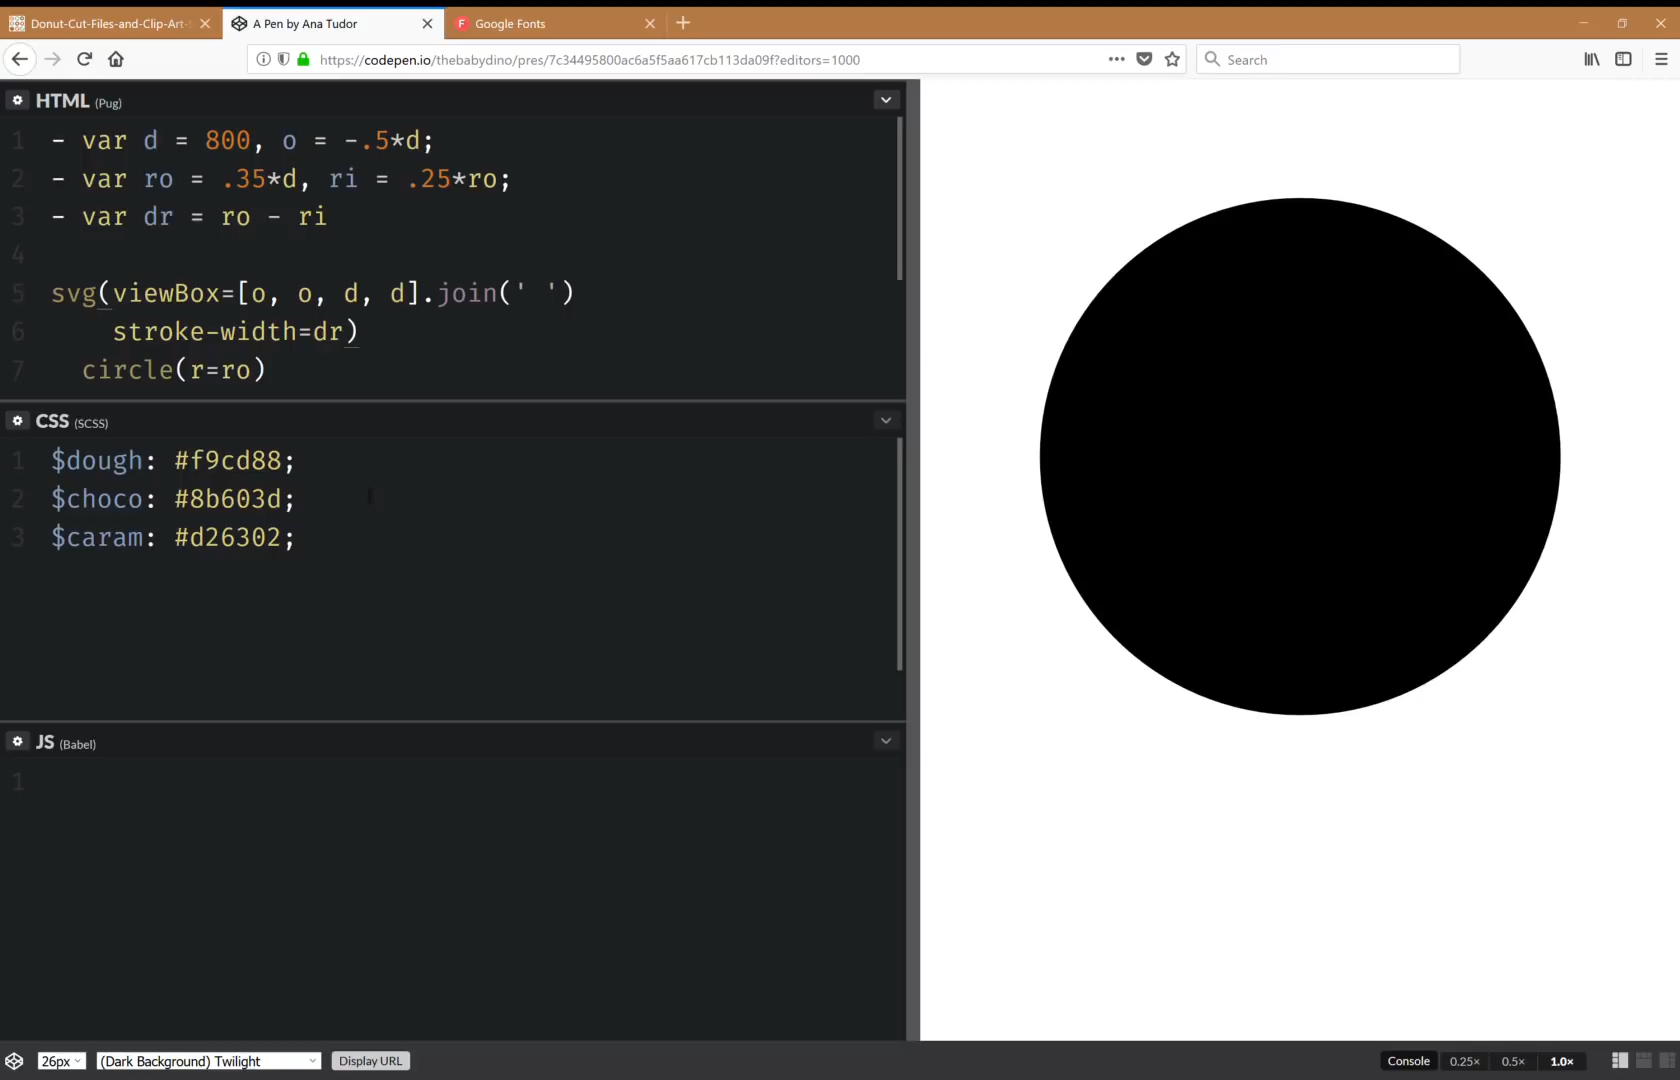 Donut-Cut-Files-and-Clip-Art-
A Pen by Ana Tudor
Google Fonts
https://codepen.io/thebabydino/pres/7c34495800ac6a5f5aa617cb113da09f?editors=1000
Search
HTML (Pug)
1 - var d = 800, o = -.5*d;
2 - var ro = .35*d, ri = .25*ro;
3 - var dr = ro - ri
4
5 svg(viewBox=[o, o, d, d].join(' ')
6 stroke-width=dr)
7 circle(r=ro)
CSS (SCSS)
1 $dough: #f9cd88;
2 $choco: #8b603d;
3 $caram: #d26302;
JS (Babel)
1
26px (Dark Background) Twilight Display URL
Console 0.25× 0.5× 1.0×